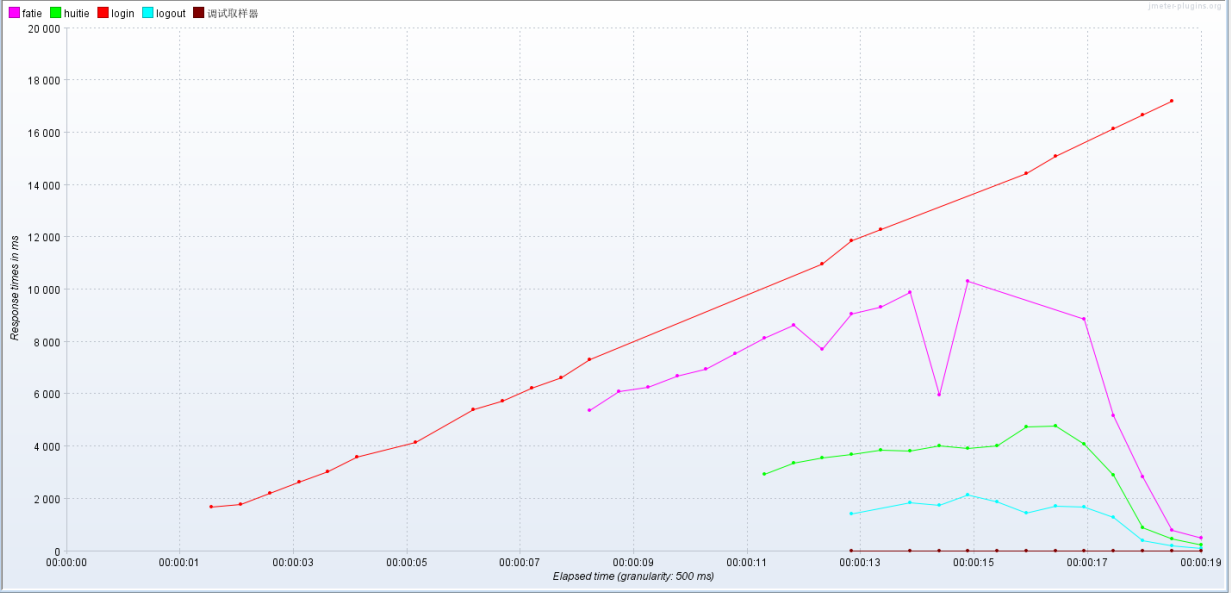 jmeter-plugins.org
fatie huitie login logout 调试取样器
20 000
18 000
16 000
14 000
12 000
10 000
8 000
6 000
4 000
2 000
0
Response times in ms
00:00:00 00:00:01 00:00:03 00:00:05 00:00:07 00:00:09 00:00:11 00:00:13 00:00:15 00:00:17 00:00:19
Elapsed time (granularity: 500 ms)